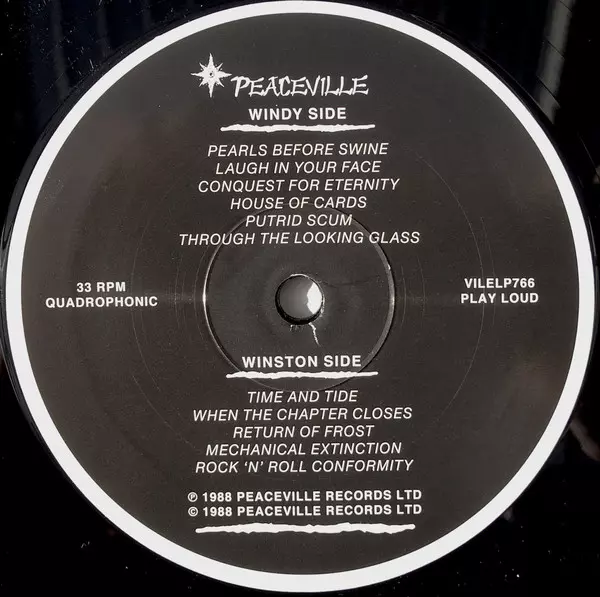 PEACEVILLE
WINDY SIDE
PEARLS BEFORE SWINE
LAUGH IN YOUR FACE
CONQUEST FOR ETERNITY
HOUSE OF CARDS
PUTRID SCUM
THROUGH THE LOOKING GLASS
33 RPM
QUADROPHONIC
VILELP766
PLAY LOUD
WINSTON SIDE
TIME AND TIDE
WHEN THE CHAPTER CLOSES
RETURN OF FROST
MECHANICAL EXTINCTION
ROCK 'N' ROLL CONFORMITY
℗ 1988 PEACEVILLE RECORDS LTD
© 1988 PEACEVILLE RECORDS LTD